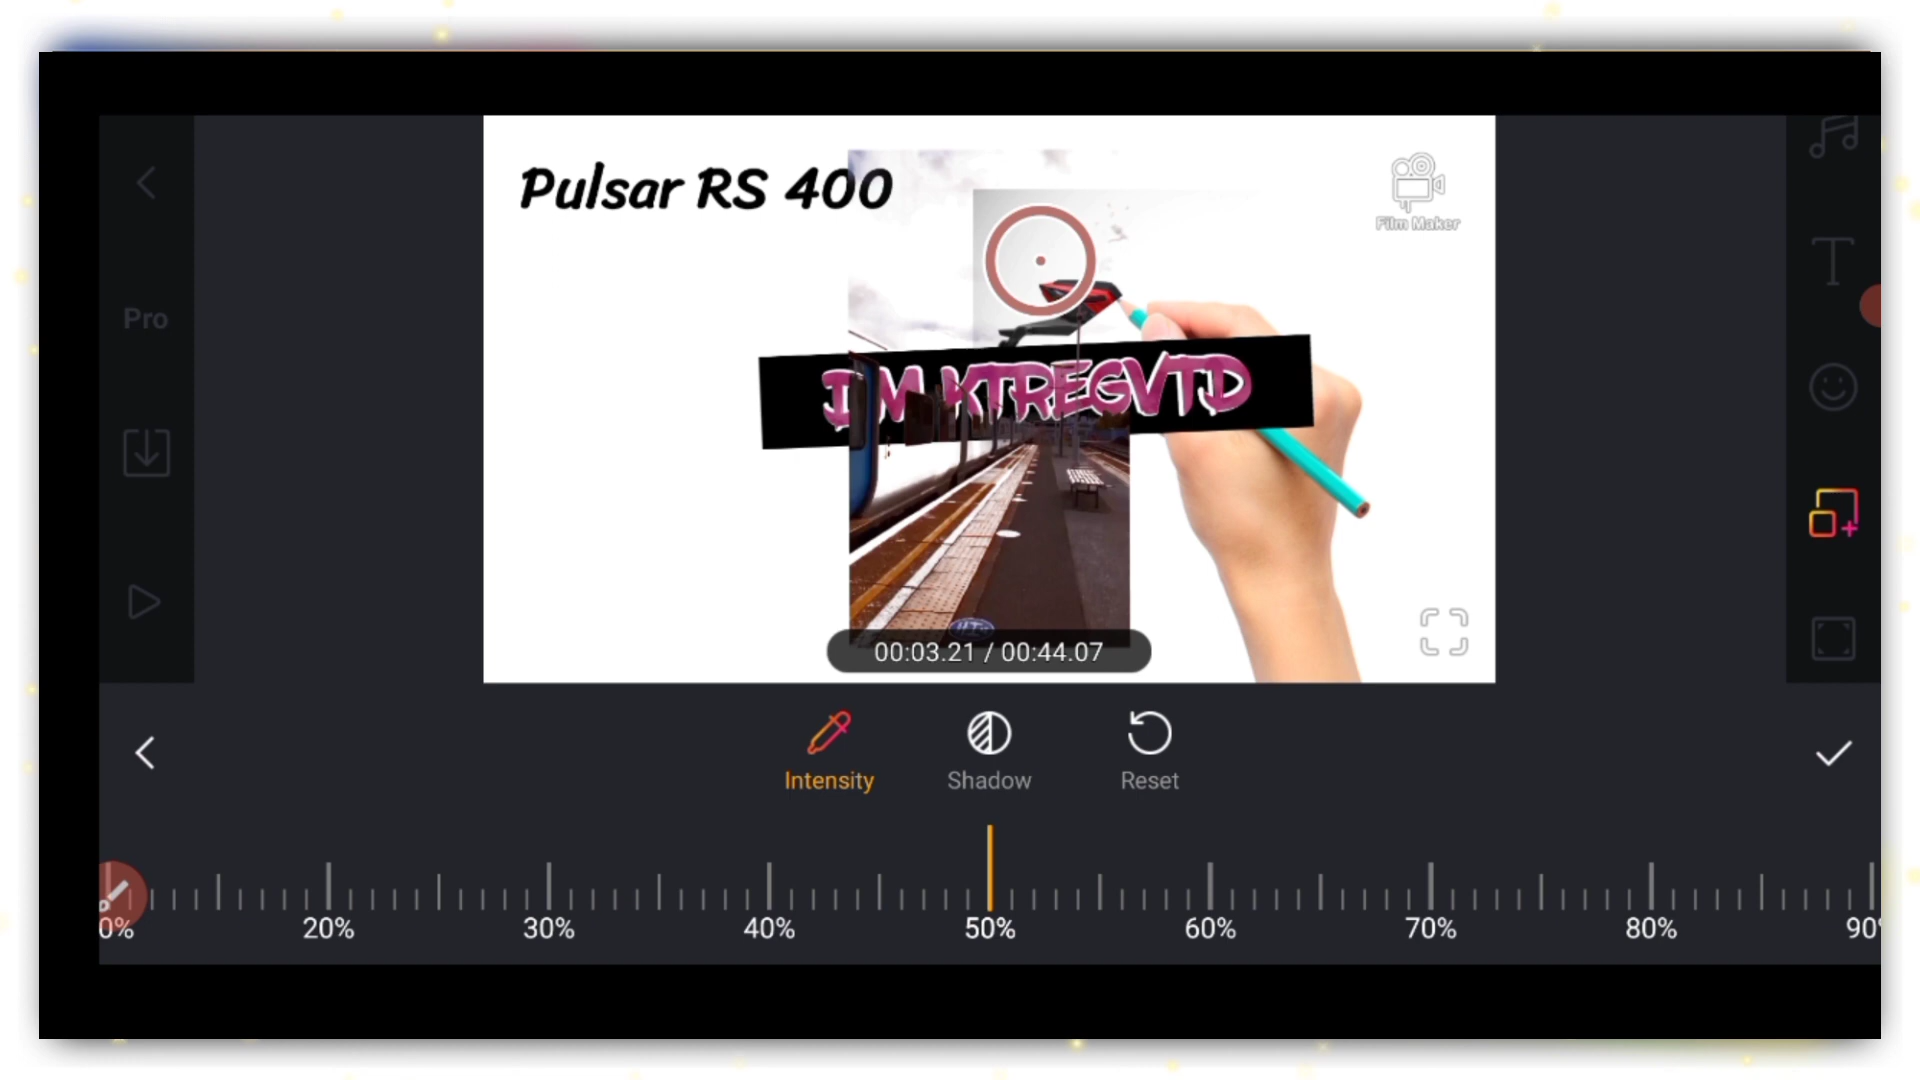 Pulsar RS 400
Film Maker
Pro
00:03.21 / 00:44.07
Intensity
Shadow
Reset
0%
20%
30%
40%
50%
60%
70%
80%
90